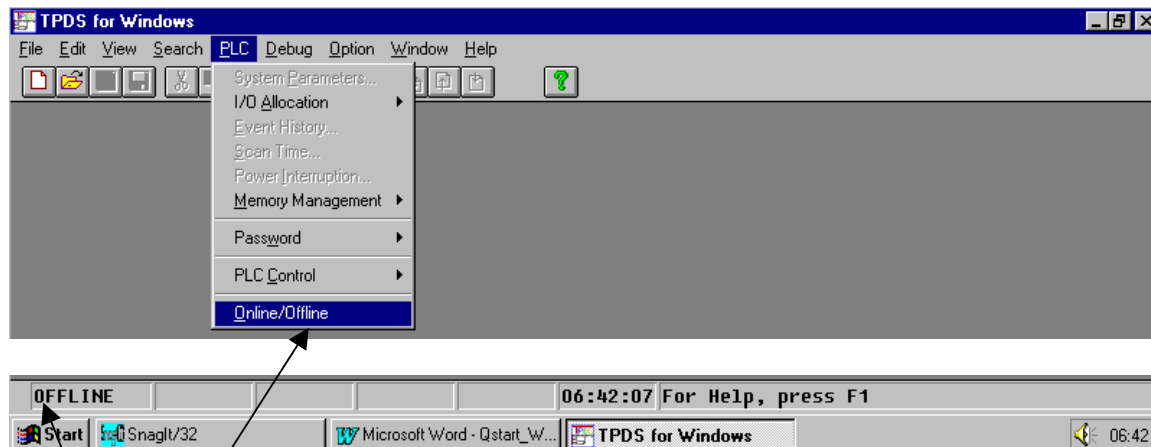 TPDS for Windows
File Edit View Search PLC Debug Option Window Help
System Parameters...
I/O Allocation
Event History...
Scan Time...
Power Interruption...
Memory Management
Password
PLC Control
Online/Offline
OFFLINE 06:42:07 For Help, press F1
Start SnagIt/32 Microsoft Word - Qstart_W... TPDS for Windows 06:42